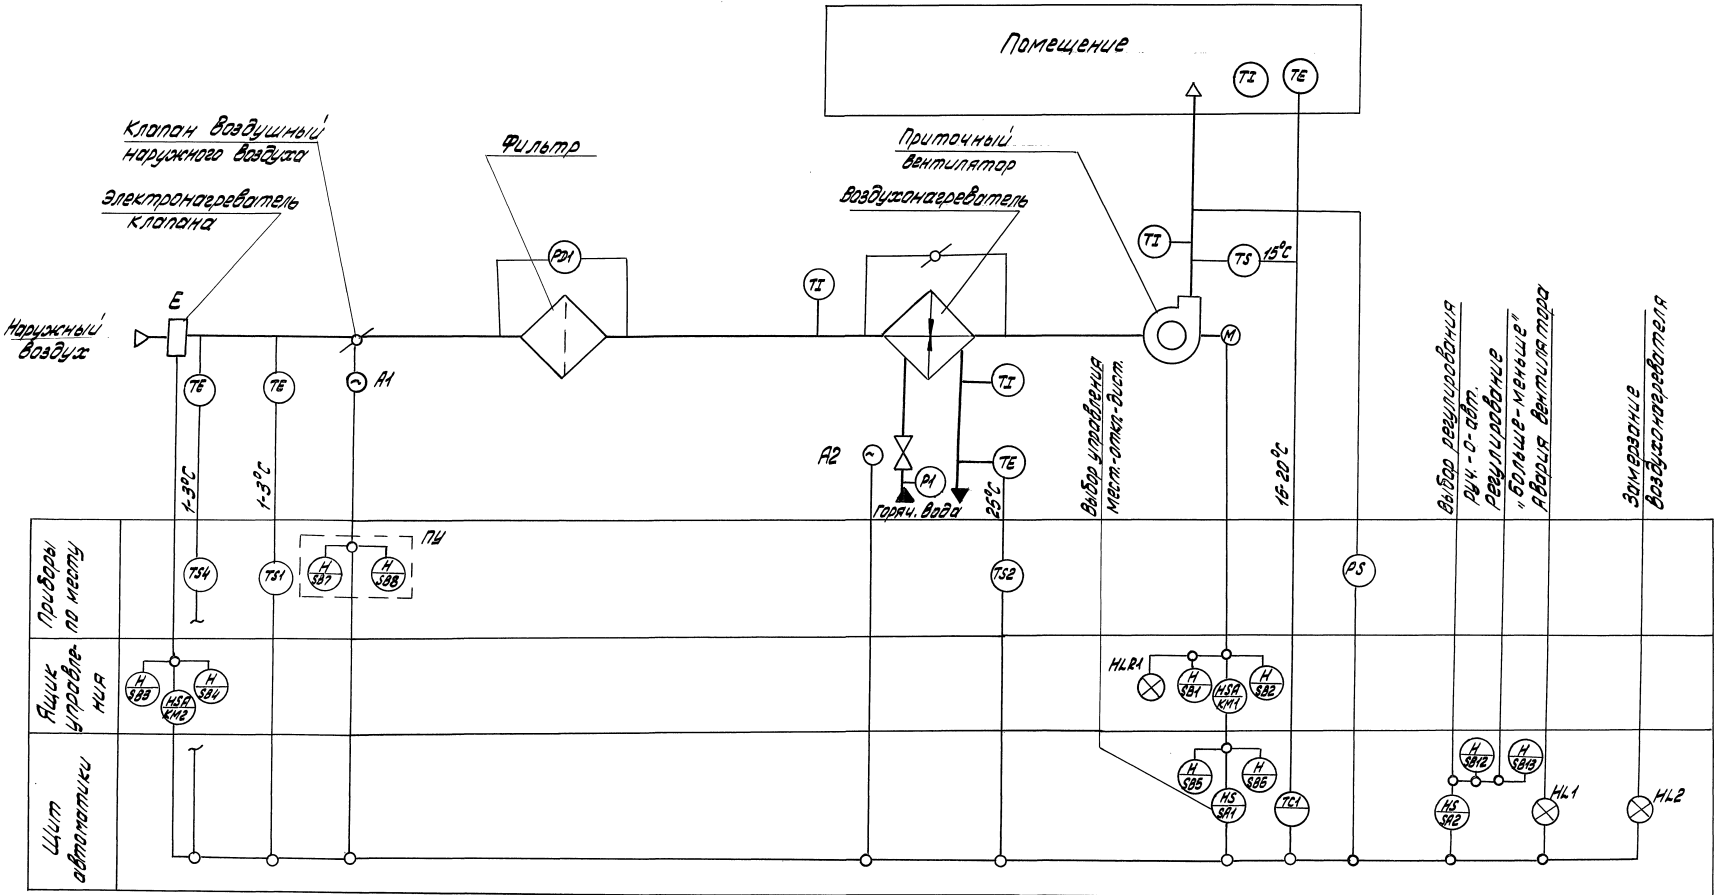 Помещение
TI
TE
Клапан воздушный
наружного воздуха
Фильтр
Приточный
вентилятор
Электронагреватель
клапана
Воздухонагреватель
PD1
TI
TI
TS
15°C
E
Наружный
воздух
M
TE
TE
A1
TI
A2
TE
P1
Горяч. вода
1-3°C
1-3°C
25°C
Выбор управления
мест.-откл-дист.
16-20°C
Выбор регулирования
руч.-о-авт.
Регулирование
„больше-меньше"
Авария вентилятора
Замерзание
воздухонагревателя
Приборы
по месту
TS4
TS1
H
SB7
H
SB8
ПУ
TS2
PS
Ящик
управле-
ния
H
SB3
HSA
KM2
H
SB4
HLR1
H
SB1
HSA
KM1
H
SB2
Щит
автоматики
H
SB5
H
SB6
HS
SA1
TC1
H
SB12
H
SB13
HS
SA2
HL1
HL2